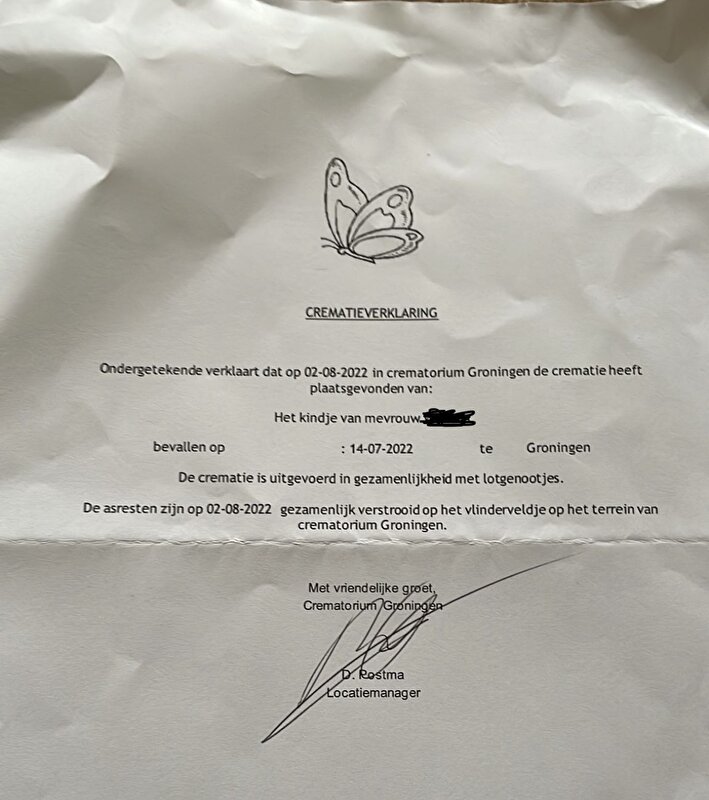 CREMATIEVERKLARING
Ondergetekende verklaart dat op 02-08-2022 in crematorium Groningen de crematie heeft
plaatsgevonden van:
Het kindje van mevrouw
bevallen op : 14-07-2022 te Groningen
De crematie is uitgevoerd in gezamenlijkheid met lotgenootjes.
De asresten zijn op 02-08-2022 gezamenlijk verstrooid op het vlinderveldje op het terrein van
crematorium Groningen.
Met vriendelijke groet,
Crematorium Groningen
D. Postma
Locatiemanager